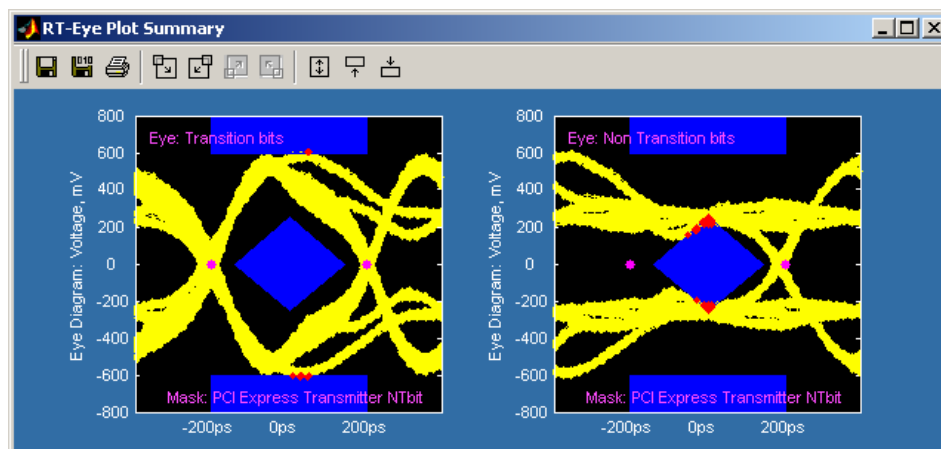 RT-Eye Plot Summary
010
Eye Diagram: Voltage, mV
800
600
400
200
0
-200
-400
-600
-800
Eye: Transition bits
Mask: PCI Express Transmitter NTbit
-200ps 0ps 200ps
Eye Diagram: Voltage, mV
800
600
400
200
0
-200
-400
-600
-800
Eye: Non Transition bits
Mask: PCI Express Transmitter NTbit
-200ps 0ps 200ps